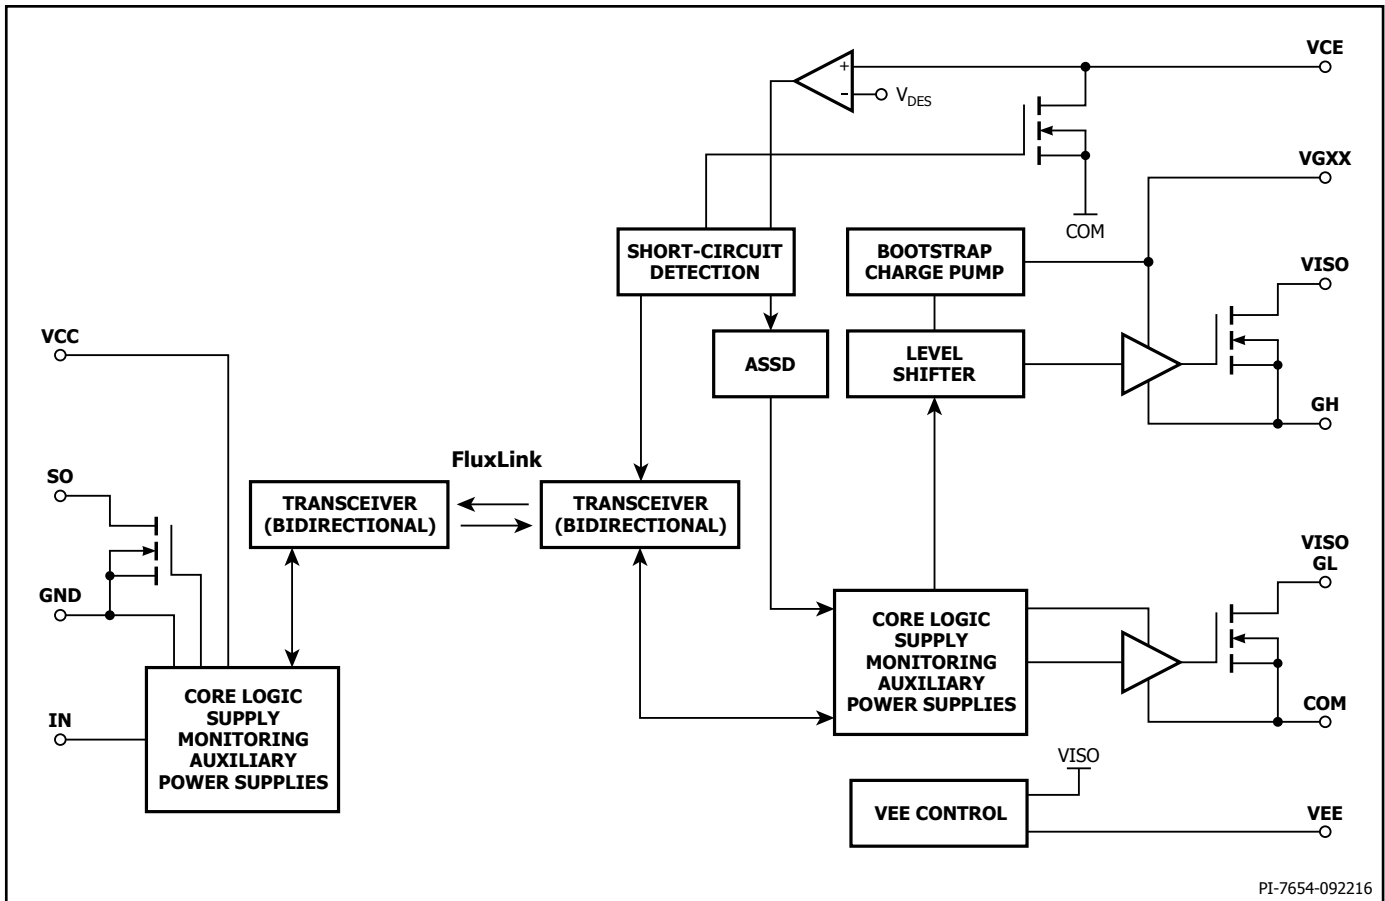 VCE
+
-
V_DES
VGXX
COM
SHORT-CIRCUIT
DETECTION
BOOTSTRAP
CHARGE PUMP
VISO
VCC
ASSD
LEVEL
SHIFTER
GH
FluxLink
SO
TRANSCEIVER
(BIDIRECTIONAL)
TRANSCEIVER
(BIDIRECTIONAL)
VISO
GL
GND
CORE LOGIC
SUPPLY
MONITORING
AUXILIARY
POWER SUPPLIES
CORE LOGIC
SUPPLY
MONITORING
AUXILIARY
POWER SUPPLIES
COM
IN
VISO
VEE CONTROL
VEE
PI-7654-092216